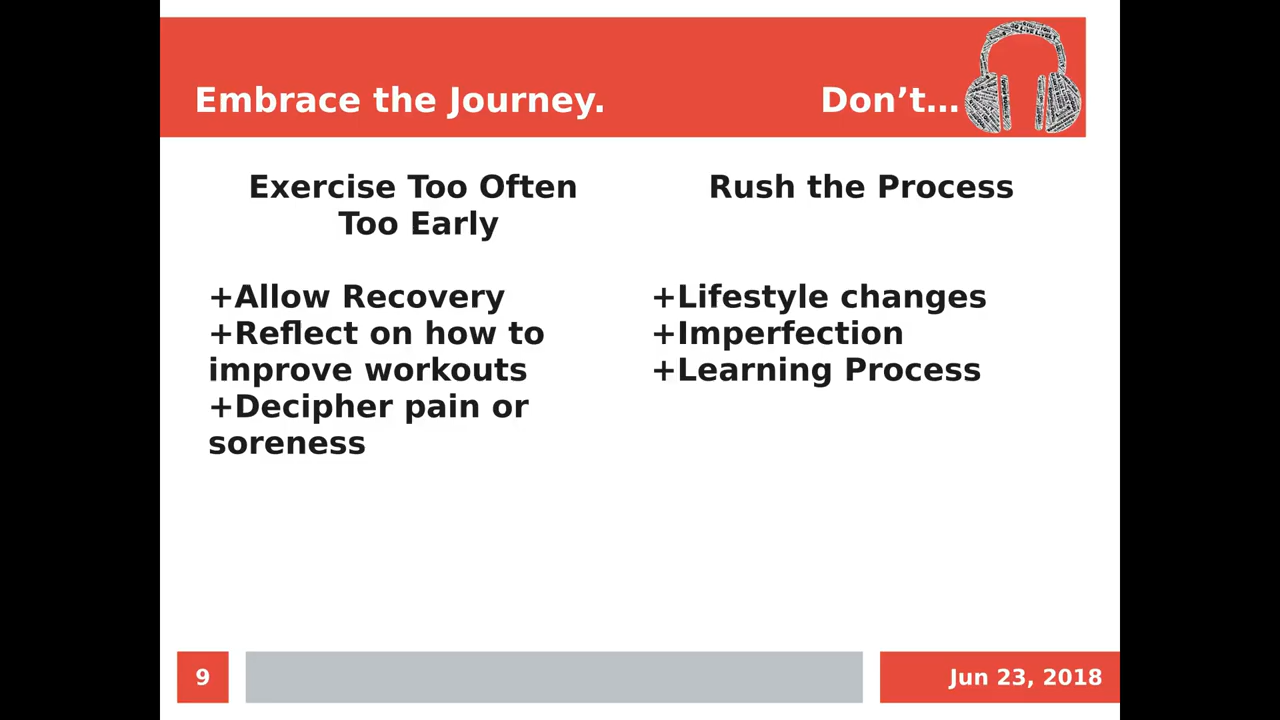 Embrace the Journey. Don’t...
Exercise Too Often
Too Early
+Allow Recovery
+Reflect on how to
improve workouts
+Decipher pain or
soreness
Rush the Process
+Lifestyle changes
+Imperfection
+Learning Process
9
Jun 23, 2018